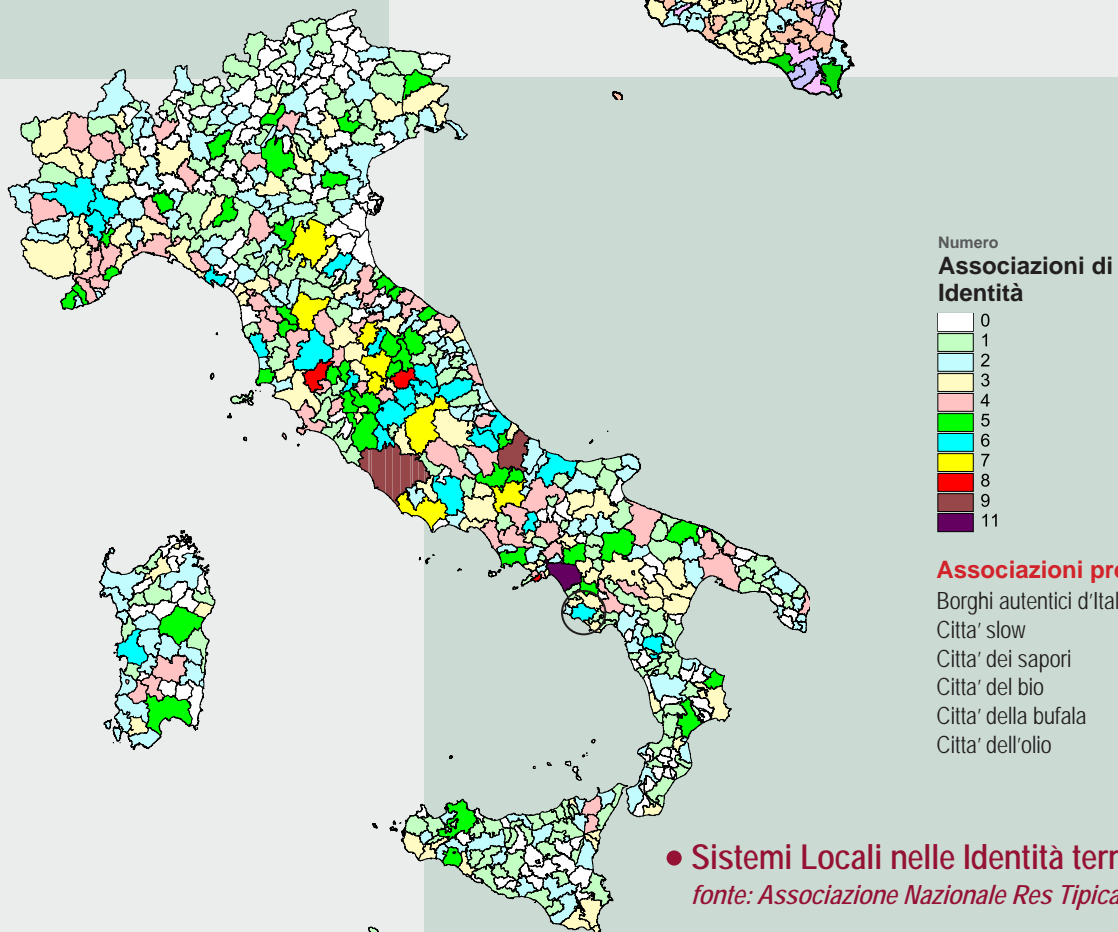 Numero
Associazioni di
Identità
0
1
2
3
4
5
6
7
8
9
11
Associazioni pre
Borghi autentici d'Ital
Citta' slow
Citta' dei sapori
Citta' del bio
Citta' della bufala
Citta' dell'olio
• Sistemi Locali nelle Identità terr
fonte: Associazione Nazionale Res Tipica